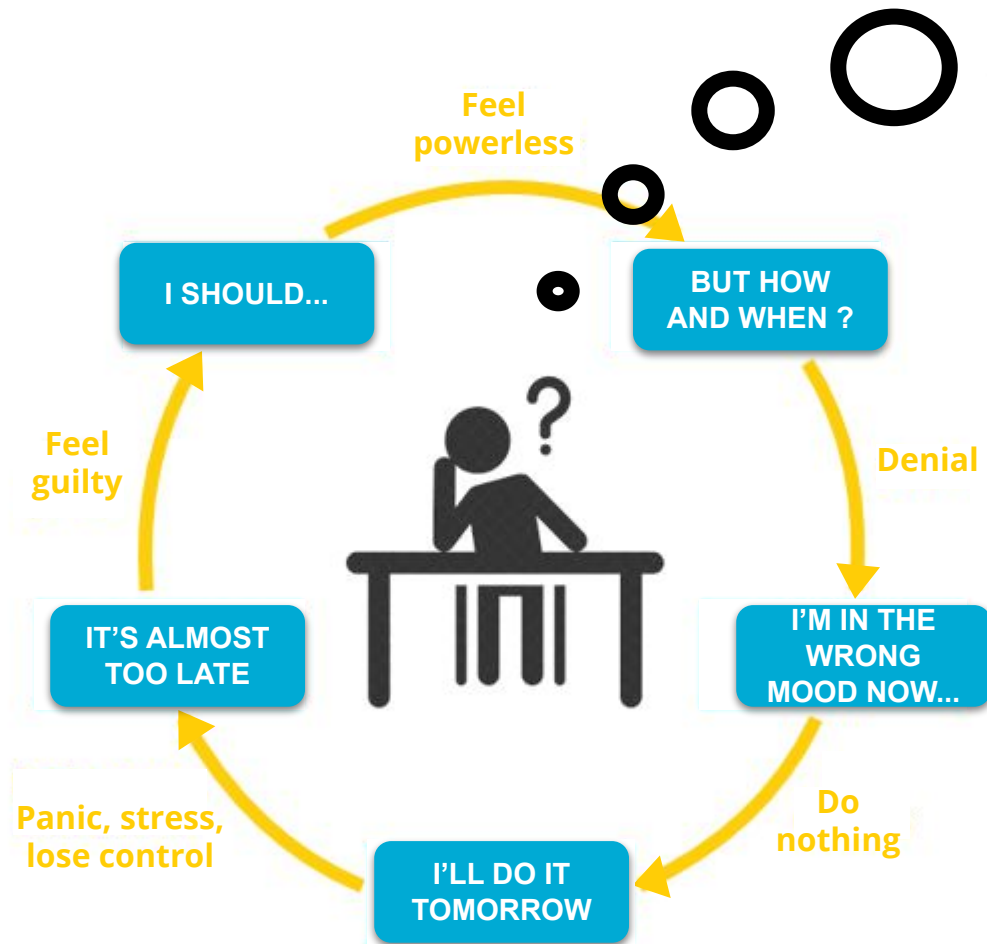 Feel
powerless
I SHOULD...
BUT HOW
AND WHEN ?
Denial
I’M IN THE
WRONG
MOOD NOW...
Do
nothing
I’LL DO IT
TOMORROW
Panic, stress,
lose control
IT’S ALMOST
TOO LATE
Feel
guilty
?